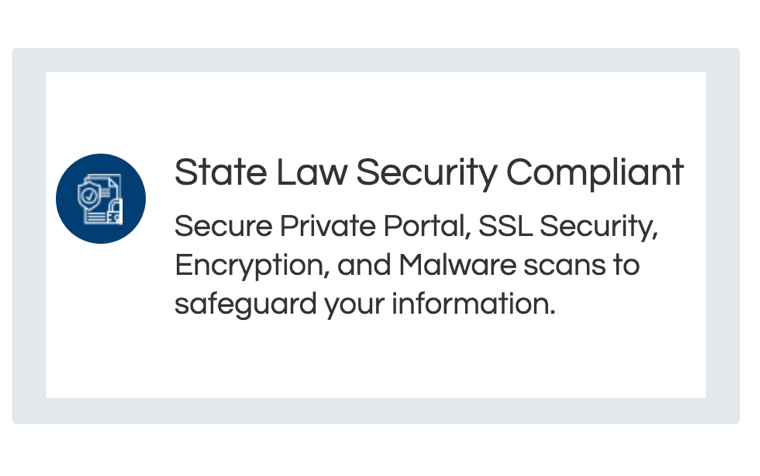 State Law Security Compliant
Secure Private Portal, SSL Security,
Encryption, and Malware scans to
safeguard your information.